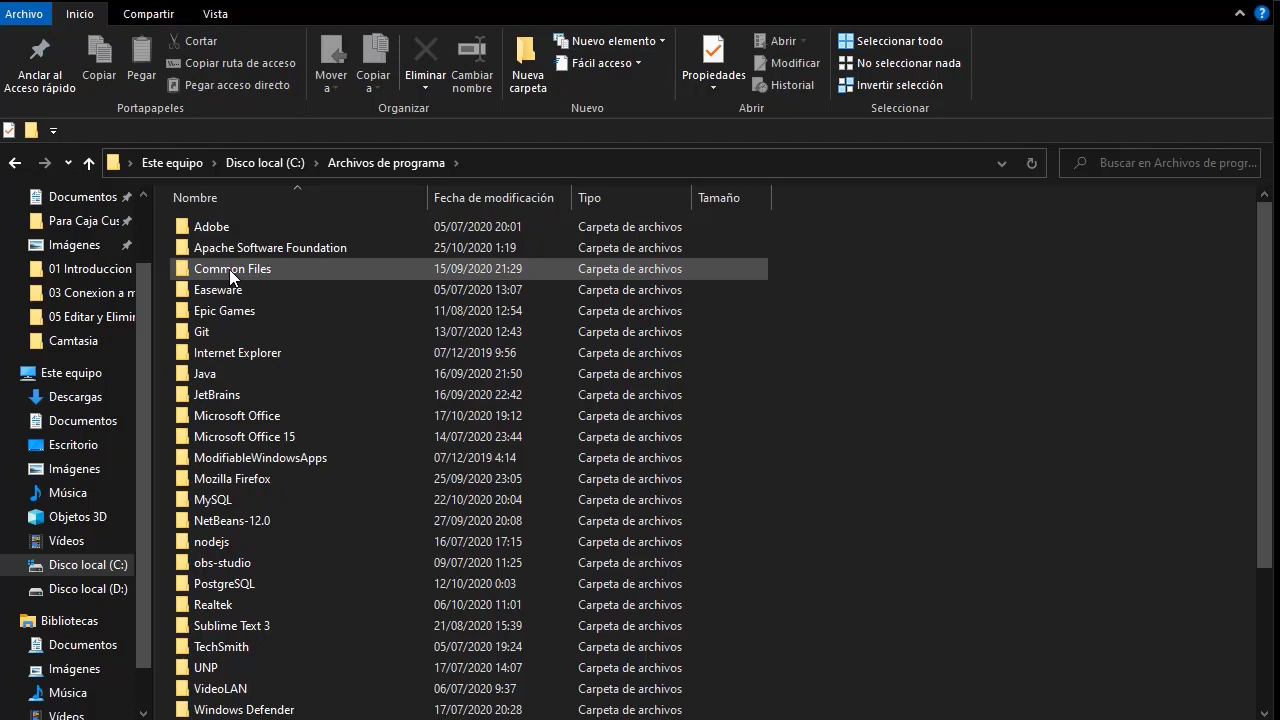 Archivo Inicio Compartir Vista
Anclar al
Acceso rápido
Copiar
Pegar
Cortar
Copiar ruta de acceso
Pegar acceso directo
Portapapeles
Mover
a
Copiar
a
Eliminar
Cambiar
nombre
Organizar
Nueva
carpeta
Nuevo elemento
Fácil acceso
Nuevo
Propiedades
Abrir
Modificar
Historial
Abrir
Seleccionar todo
No seleccionar nada
Invertir selección
Seleccionar
Este equipo › Disco local (C:) › Archivos de programa ›
Buscar en Archivos de progr...
Documentos
Para Caja Cus
Imágenes
01 Introduccion
03 Conexion a m
05 Editar y Elimi
Camtasia
Este equipo
Descargas
Documentos
Escritorio
Imágenes
Música
Objetos 3D
Vídeos
Disco local (C:)
Disco local (D:)
Bibliotecas
Documentos
Imágenes
Música
Vídeos
Nombre Fecha de modificación Tipo Tamaño
Adobe 05/07/2020 20:01 Carpeta de archivos
Apache Software Foundation 25/10/2020 1:19 Carpeta de archivos
Common Files 15/09/2020 21:29 Carpeta de archivos
Easeware 05/07/2020 13:07 Carpeta de archivos
Epic Games 11/08/2020 12:54 Carpeta de archivos
Git 13/07/2020 12:43 Carpeta de archivos
Internet Explorer 07/12/2019 9:56 Carpeta de archivos
Java 16/09/2020 21:50 Carpeta de archivos
JetBrains 16/09/2020 22:42 Carpeta de archivos
Microsoft Office 17/10/2020 19:12 Carpeta de archivos
Microsoft Office 15 14/07/2020 23:44 Carpeta de archivos
ModifiableWindowsApps 07/12/2019 4:14 Carpeta de archivos
Mozilla Firefox 25/09/2020 23:05 Carpeta de archivos
MySQL 22/10/2020 20:04 Carpeta de archivos
NetBeans-12.0 27/09/2020 20:08 Carpeta de archivos
nodejs 16/07/2020 17:15 Carpeta de archivos
obs-studio 09/07/2020 11:25 Carpeta de archivos
PostgreSQL 12/10/2020 0:03 Carpeta de archivos
Realtek 06/10/2020 11:01 Carpeta de archivos
Sublime Text 3 21/08/2020 15:39 Carpeta de archivos
TechSmith 05/07/2020 19:24 Carpeta de archivos
UNP 17/07/2020 14:07 Carpeta de archivos
VideoLAN 06/07/2020 9:37 Carpeta de archivos
Windows Defender 17/07/2020 20:28 Carpeta de archivos